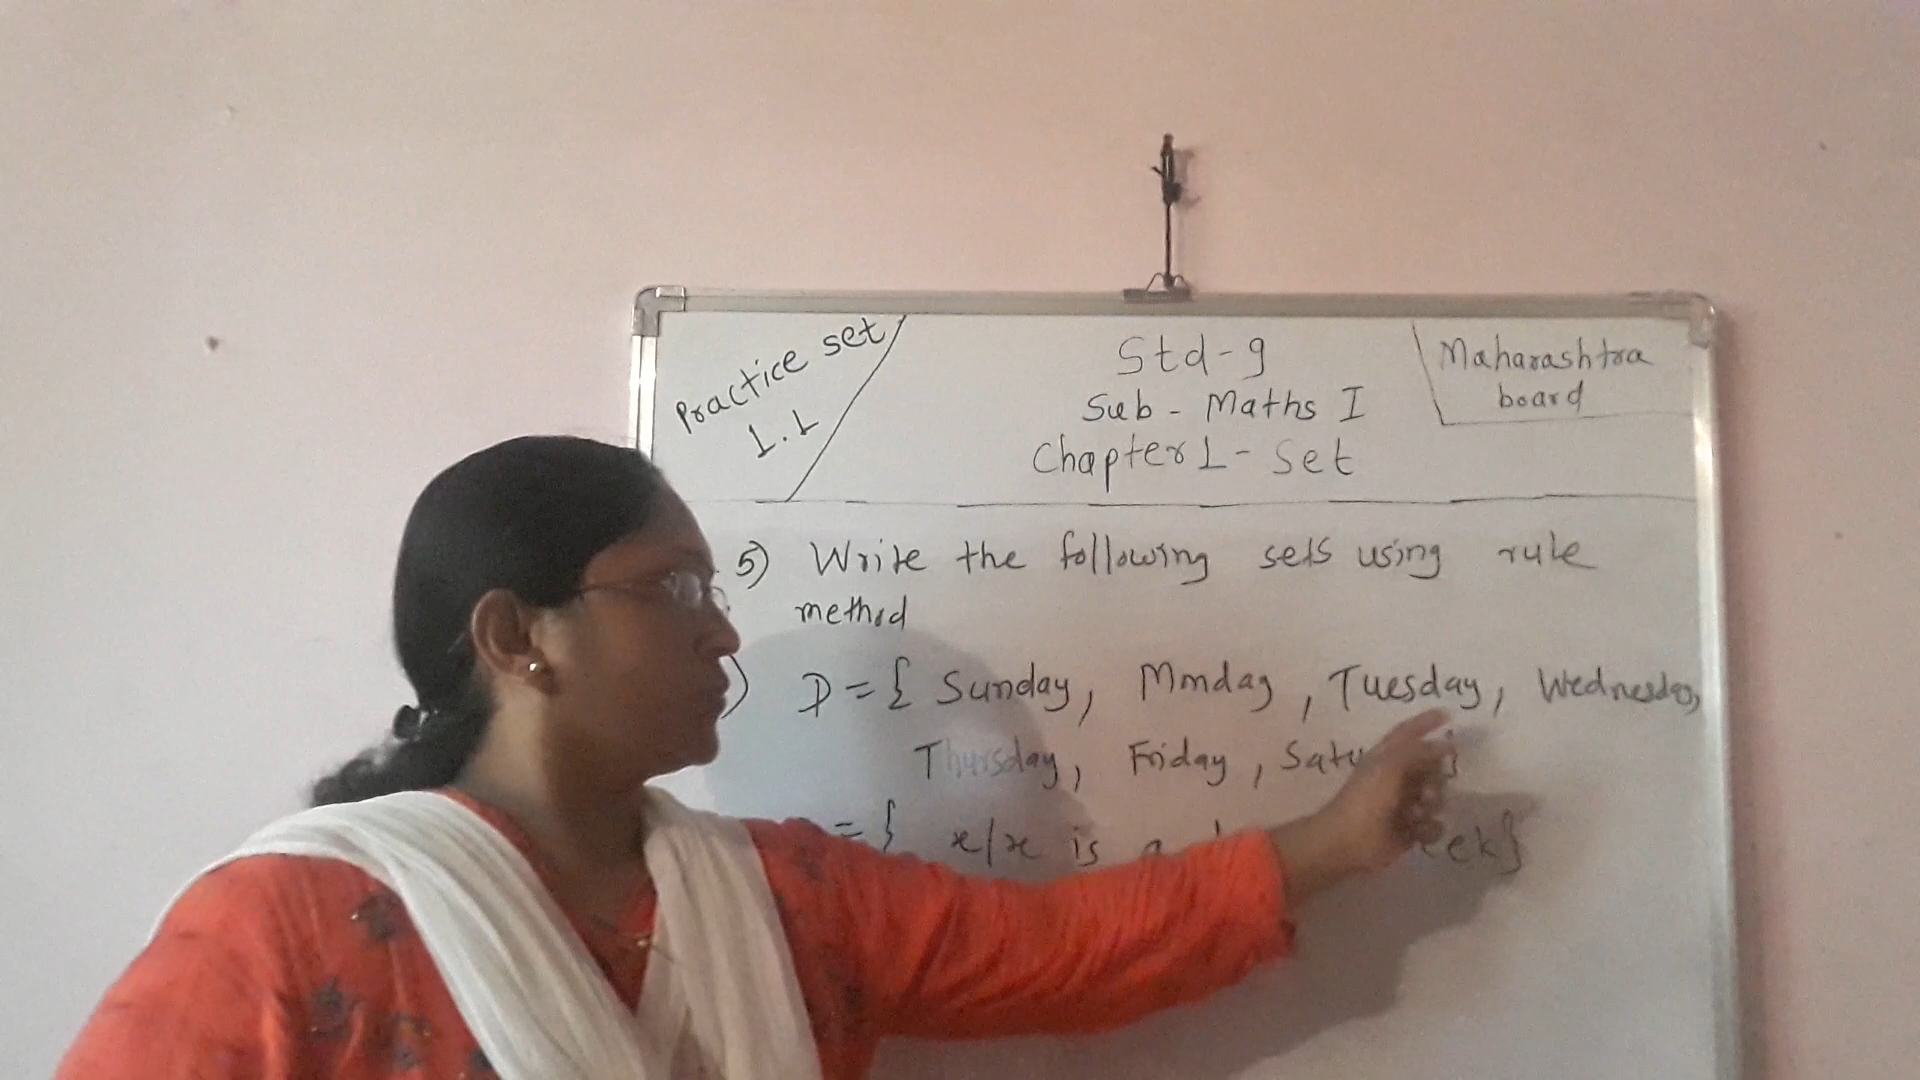 Practice set
1.1
Std-9
Sub - Maths I
Chapter 1 - Set
Maharashtra
board
5) Write the following sets using rule
method
) D = { Sunday, Monday, Tuesday, Wednesday,
Thursday, Friday,
= { x/x is a